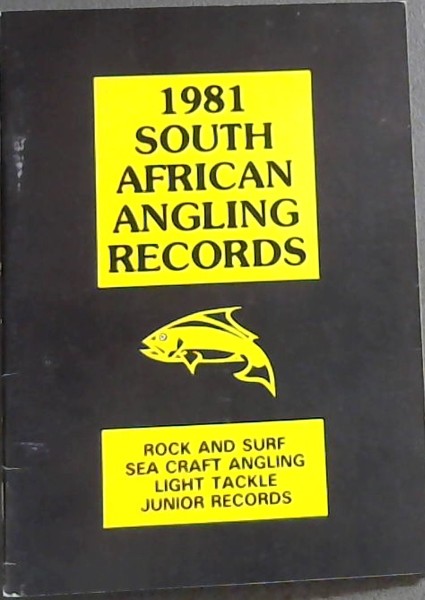 1981
SOUTH
AFRICAN
ANGLING
RECORDS
ROCK AND SURF
SEA CRAFT ANGLING
LIGHT TACKLE
JUNIOR RECORDS